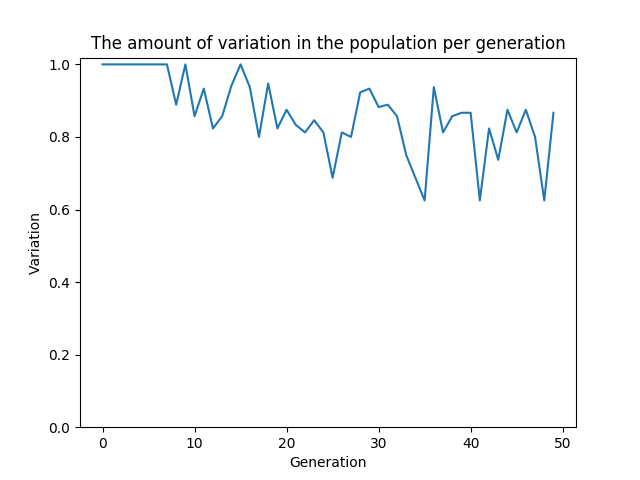 The amount of variation in the population per generation
1.0
0.8
0.6
0.4
0.2
0.0
Variation
0 10 20 30 40 50
Generation